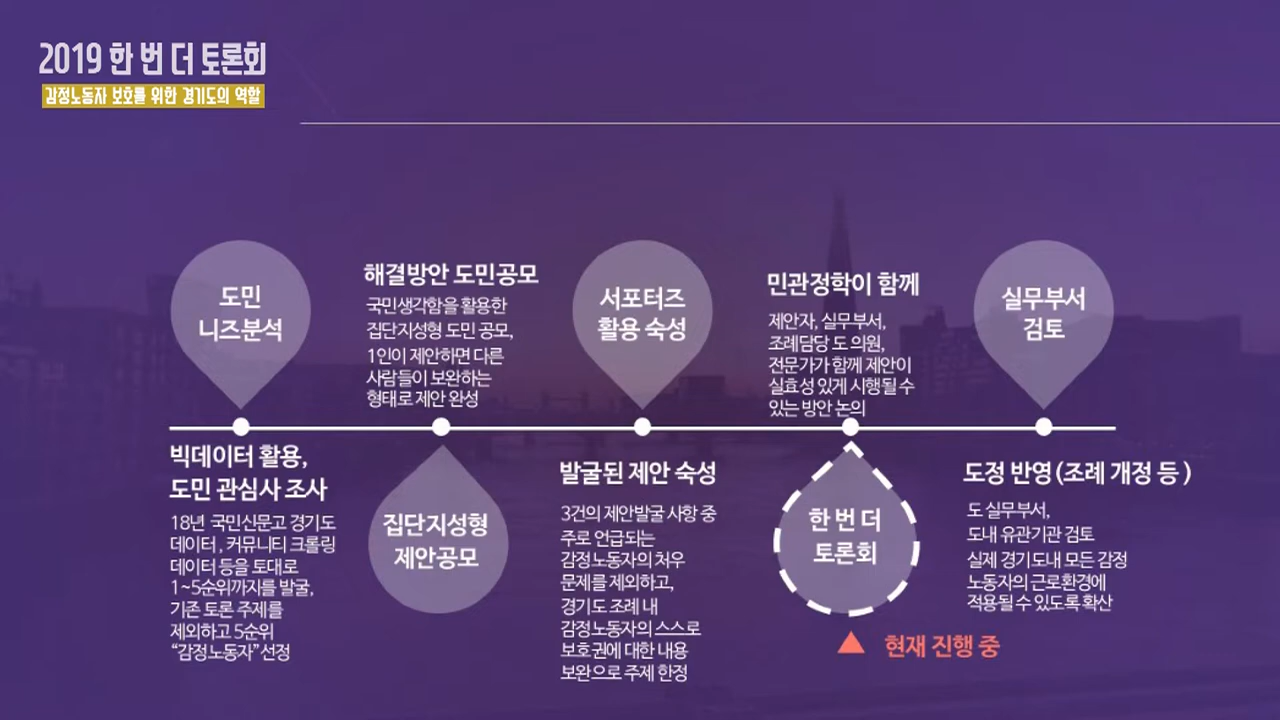 2019 한 번 더 토론회
감정노동자 보호를 위한 경기도의 역할
도민
니즈분석
빅데이터 활용,
도민 관심사 조사
18년 국민신문고 경기도
데이터, 커뮤니티 크롤링
데이터 등을 토대로
1~5순위까지를 발굴,
기존 토론 주제를
제외하고 5순위
“감정노동자”선정
해결방안 도민공모
국민생각함을 활용한
집단지성형 도민 공모,
1인이 제안하면 다른
사람들이 보완하는
형태로 제안 완성
집단지성형
제안공모
서포터즈
활용 숙성
발굴된 제안 숙성
3건의 제안발굴 사항 중
주로 언급되는
감정노동자의 처우
문제를 제외하고,
경기도 조례 내
감정노동자의 스스로
보호권에 대한 내용
보완으로 주제 한정
민관정학이 함께
제안자, 실무부서,
조례담당 도 의원,
전문가가 함께 제안이
실효성 있게 시행될 수
있는 방안 논의
한 번 더
토론회
▲ 현재 진행 중
실무부서
검토
도정 반영(조례 개정 등)
도 실무부서,
도내 유관기관 검토
실제 경기도내 모든 감정
노동자의 근로환경에
적용될 수 있도록 확산